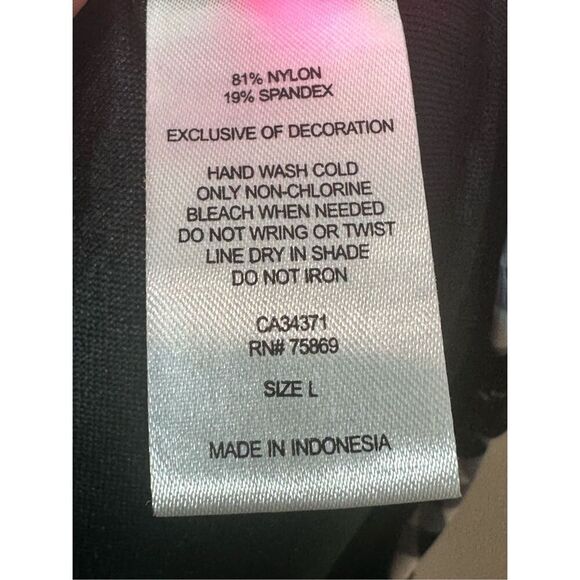 81% NYLON
19% SPANDEX
EXCLUSIVE OF DECORATION
HAND WASH COLD
ONLY NON-CHLORINE
BLEACH WHEN NEEDED
DO NOT WRING OR TWIST
LINE DRY IN SHADE
DO NOT IRON
CA34371
RN# 75869
SIZE L
MADE IN INDONESIA